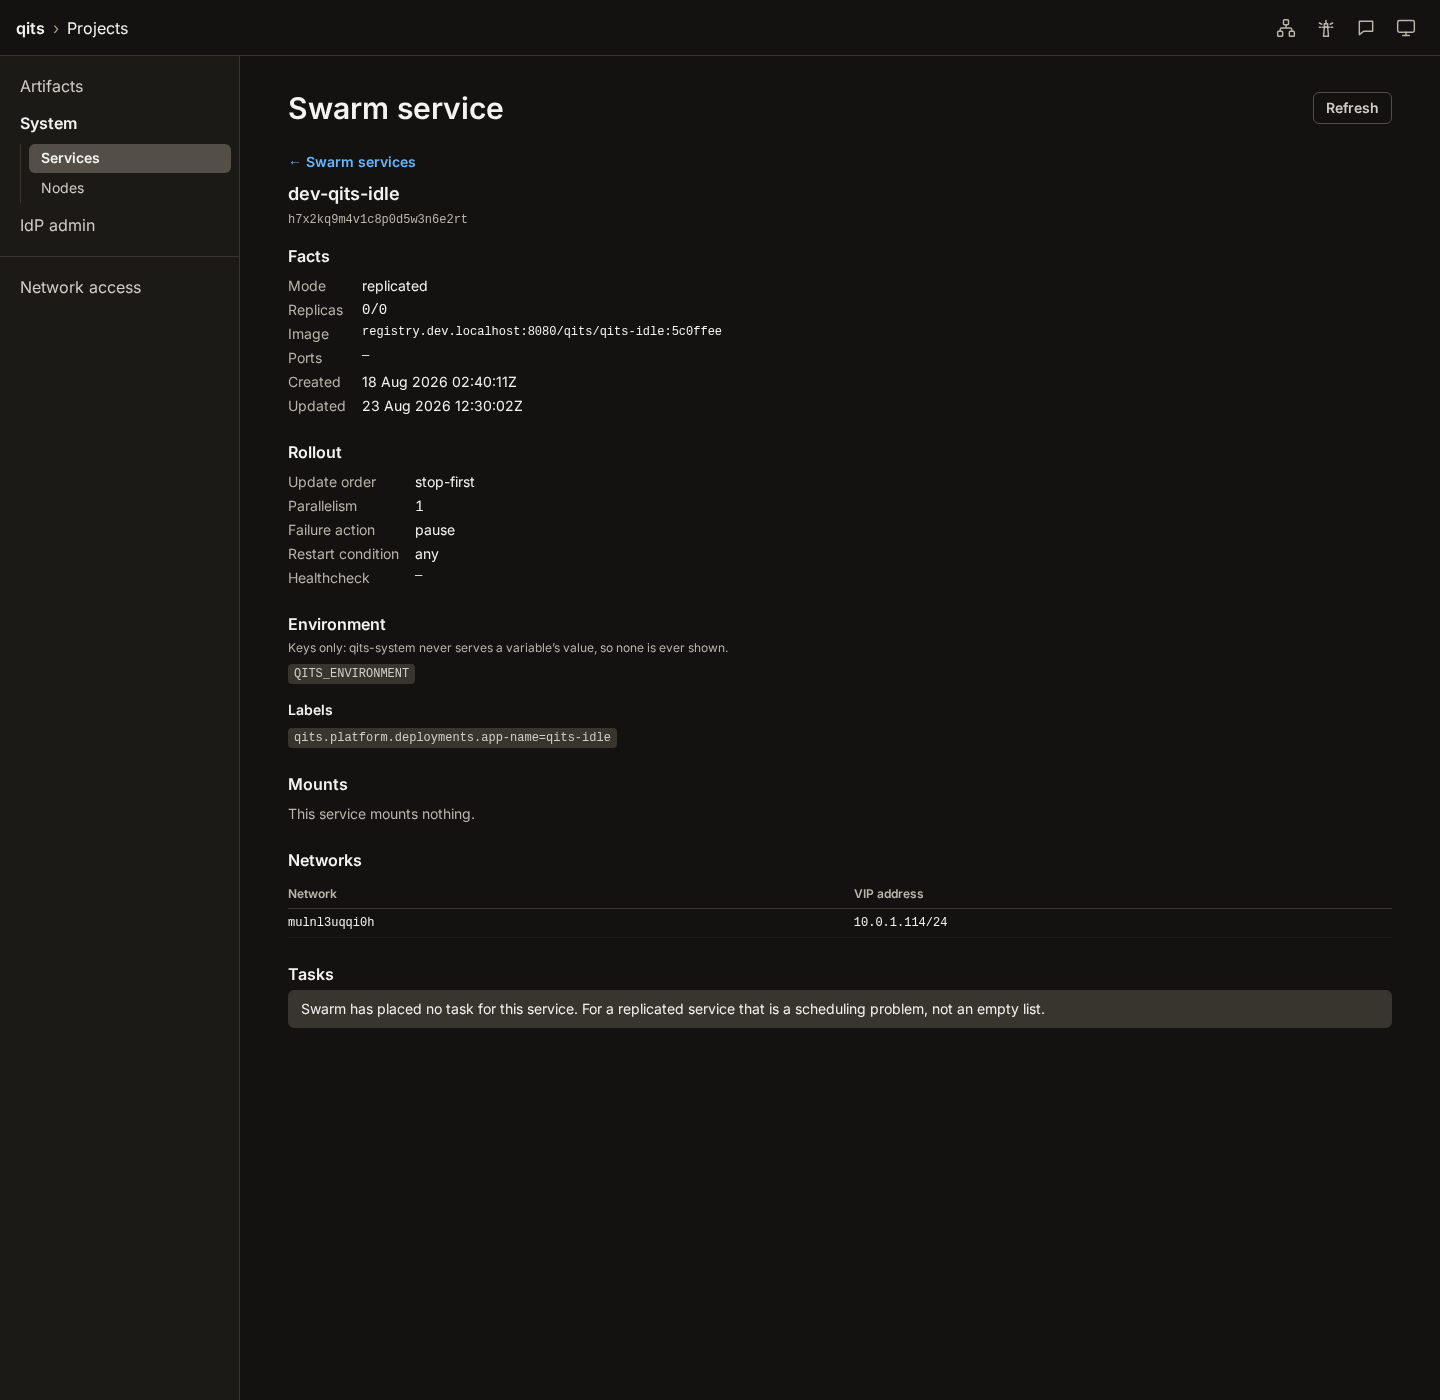 qits › Projects
Artifacts
System
Services
Nodes
IdP admin
Network access
Swarm service
Refresh
← Swarm services
dev-qits-idle
h7x2kq9m4v1c8p0d5w3n6e2rt
Facts
Mode replicated
Replicas 0/0
Image registry.dev.localhost:8080/qits/qits-idle:5c0ffee
Ports —
Created 18 Aug 2026 02:40:11Z
Updated 23 Aug 2026 12:30:02Z
Rollout
Update order stop-first
Parallelism 1
Failure action pause
Restart condition any
Healthcheck —
Environment
Keys only: qits-system never serves a variable’s value, so none is ever shown.
QITS_ENVIRONMENT
Labels
qits.platform.deployments.app-name=qits-idle
Mounts
This service mounts nothing.
Networks
Network VIP address
mulnl3uqqi0h 10.0.1.114/24
Tasks
Swarm has placed no task for this service. For a replicated service that is a scheduling problem, not an empty list.